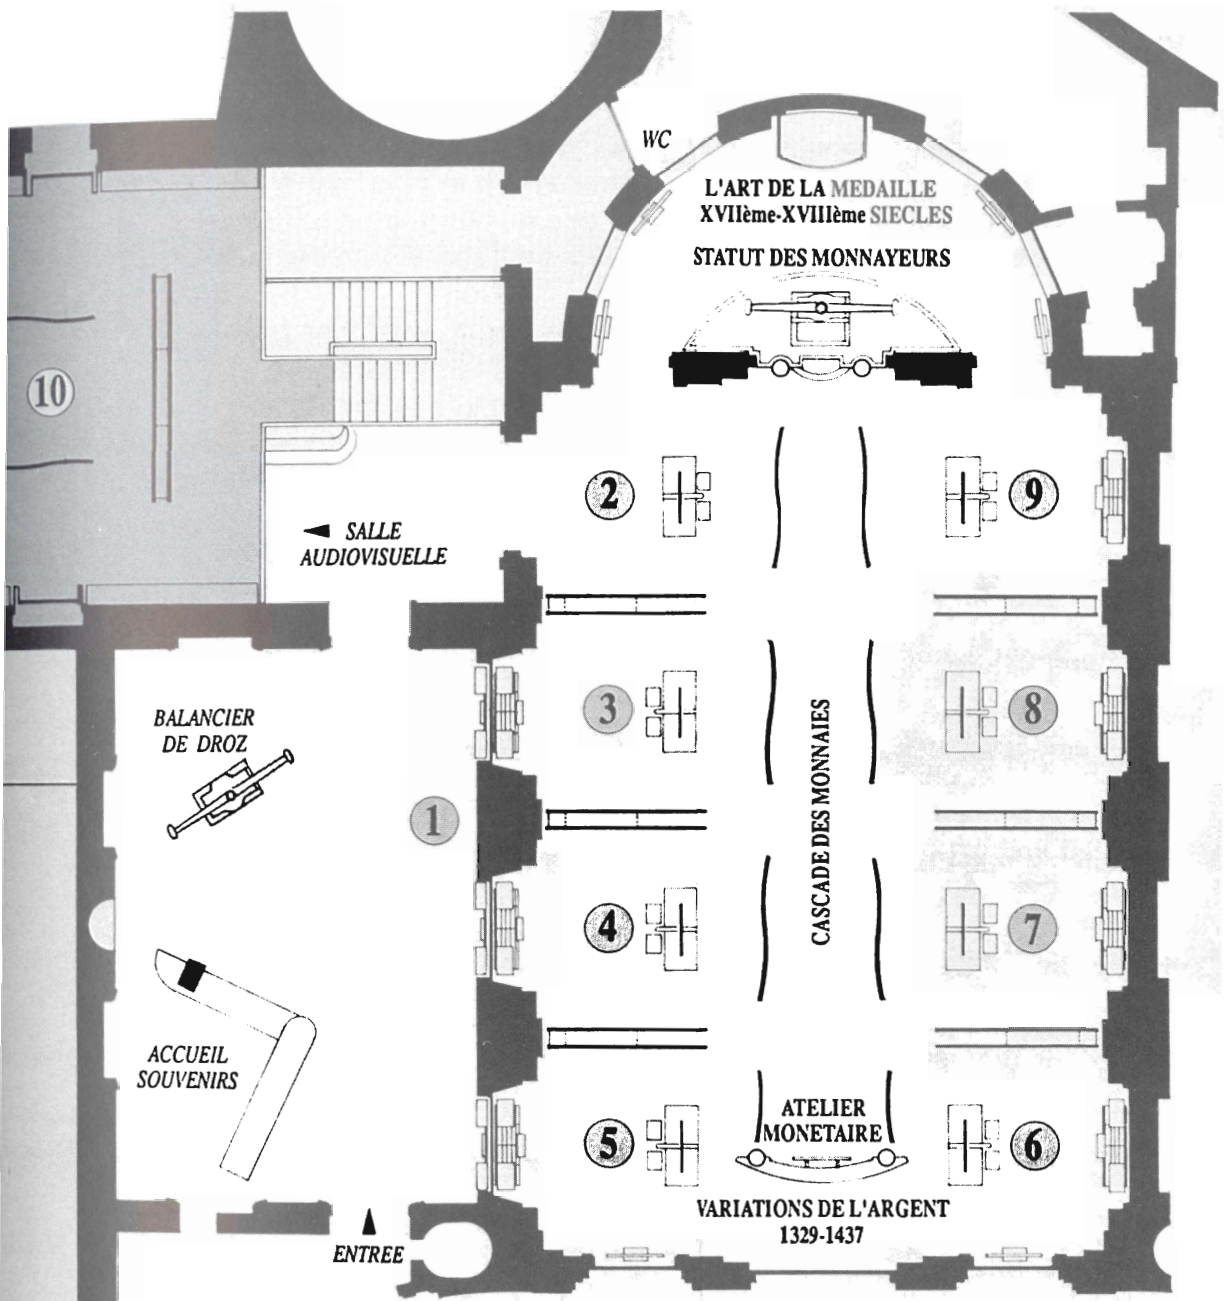 WC
L'ART DE LA MEDAILLE
XVIIème-XVIIIème SIECLES
STATUT DES MONNAYEURS
10
2
9
SALLE
AUDIOVISUELLE
3
8
BALANCIER
DE DROZ
CASCADE DES MONNAIES
1
4
7
ACCUEIL
SOUVENIRS
5
ATELIER
MONETAIRE
6
VARIATIONS DE L'ARGENT
1329-1437
ENTREE